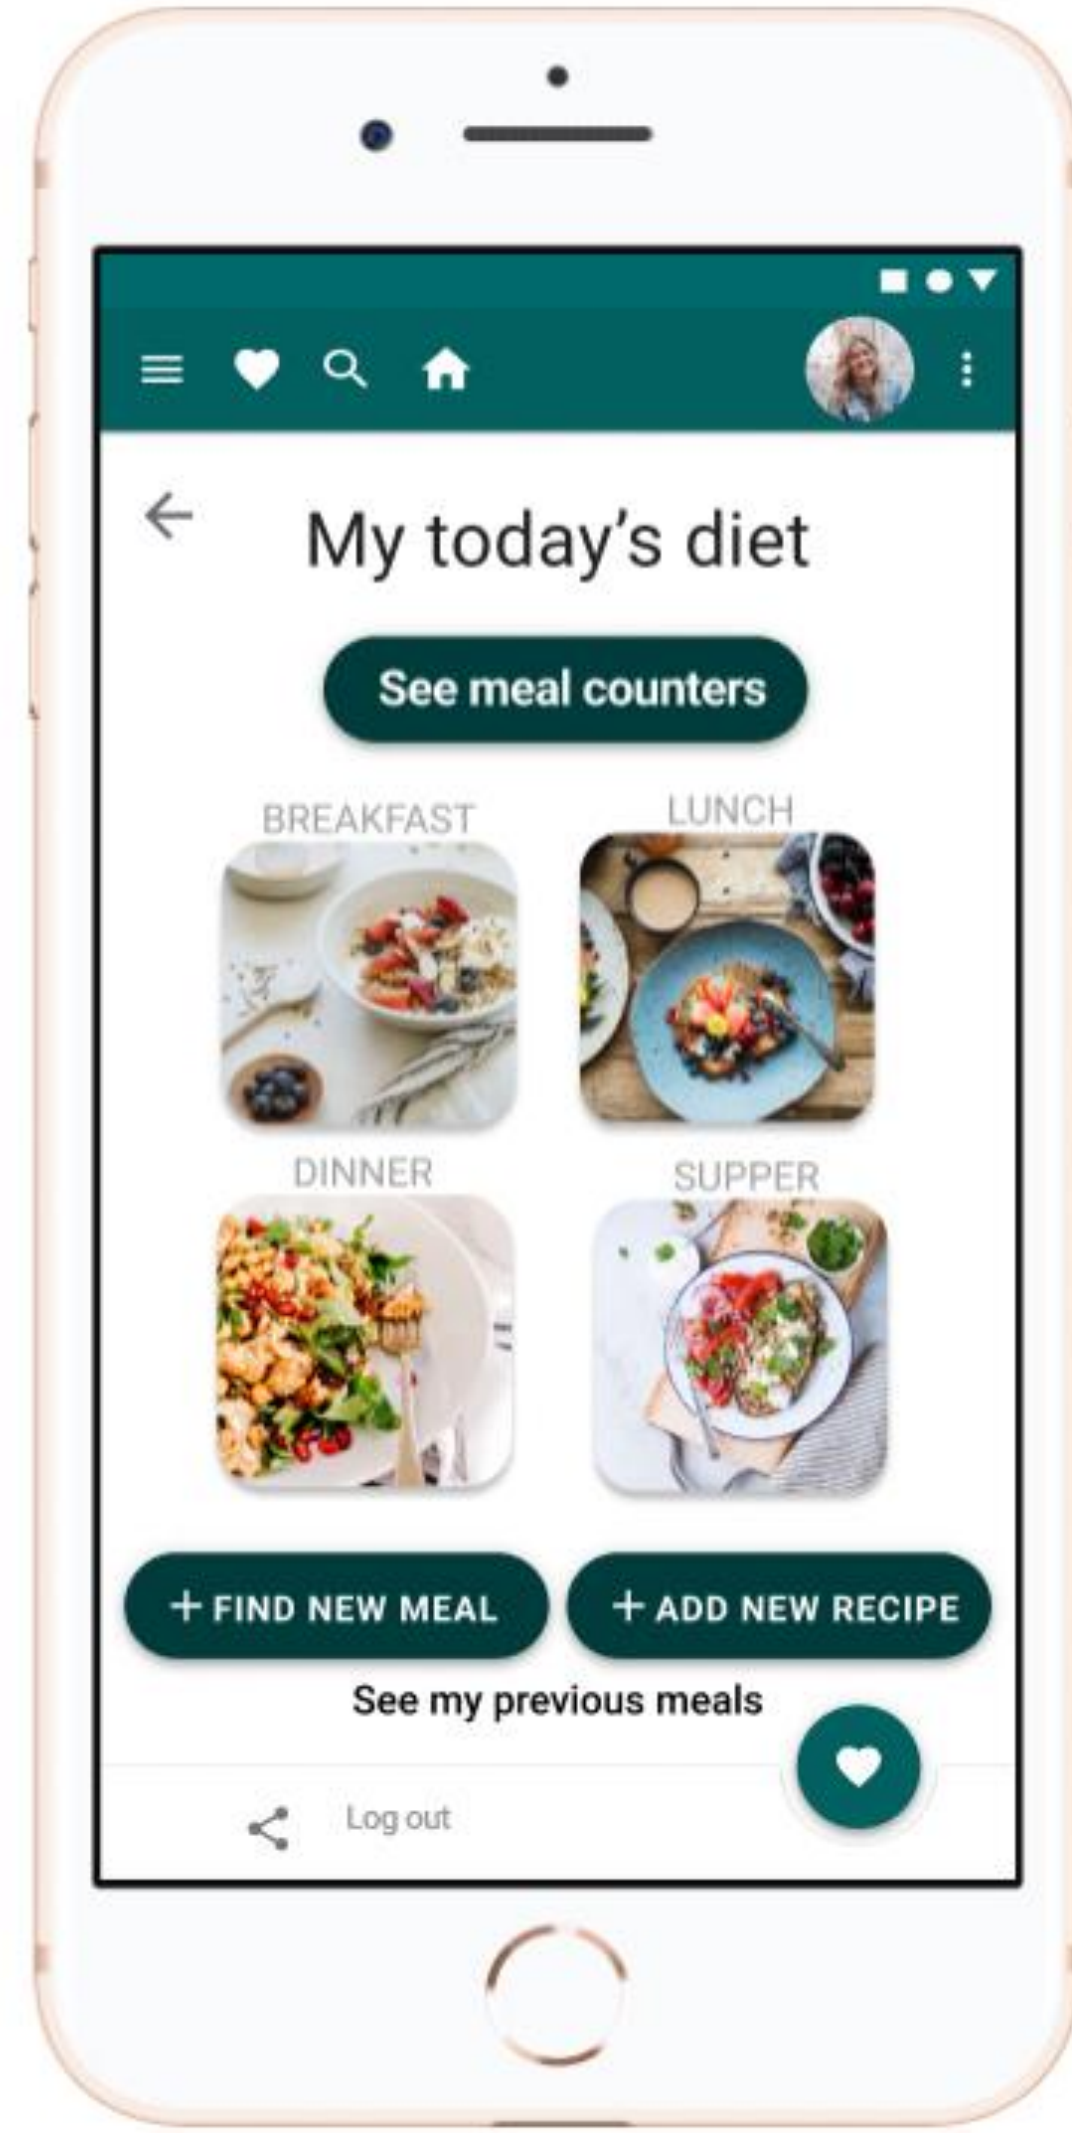 My today’s diet
See meal counters
BREAKFAST
LUNCH
DINNER
SUPPER
+ FIND NEW MEAL
+ ADD NEW RECIPE
See my previous meals
Log out